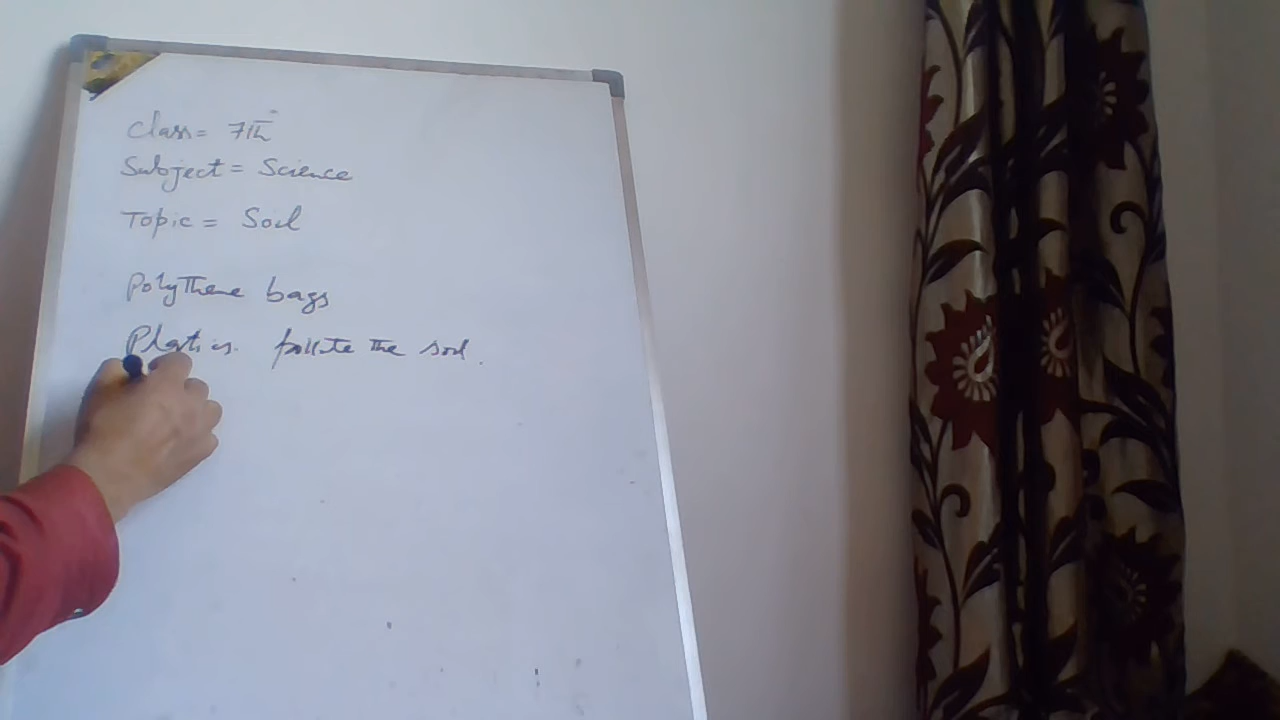 Class = 7th
Subject = Science
Topic = Soil
Polythene bags
Plastics. pollute the soil.